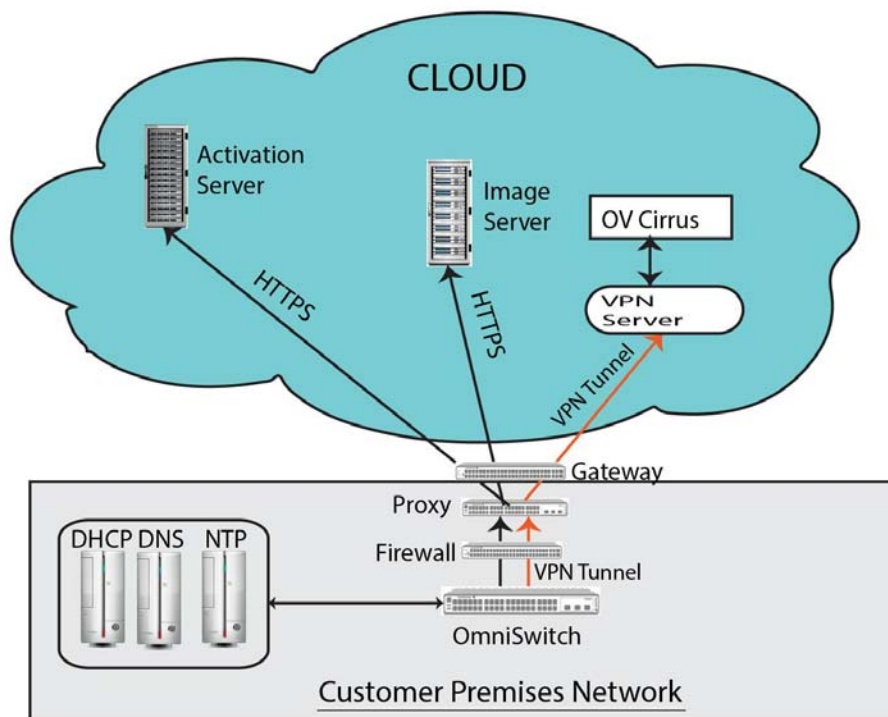 CLOUD
Activation
Server
Image
Server
OV Cirrus
VPN
Server
HTTPS
HTTPS
VPN Tunnel
Gateway
Proxy
Firewall
VPN Tunnel
OmniSwitch
DHCP DNS NTP
Customer Premises Network